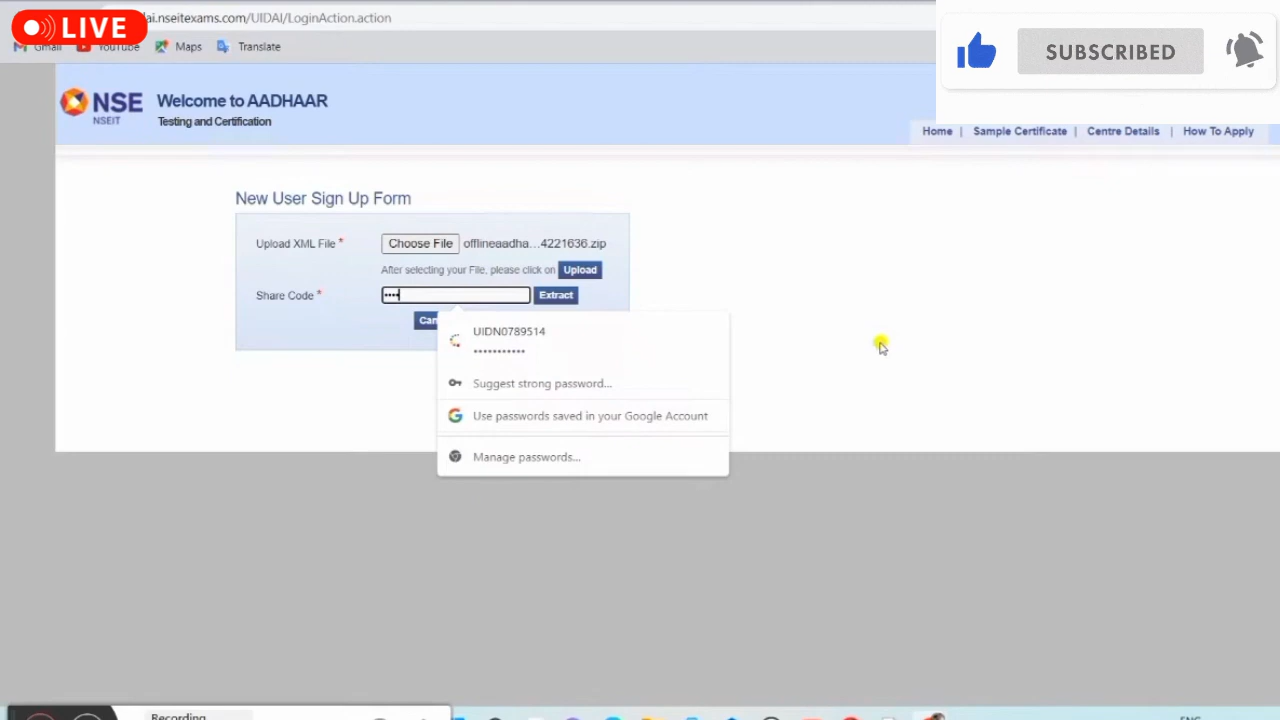 LIVE
ai.nseitexams.com/UIDAI/LoginAction.action
Gmail YouTube Maps Translate
SUBSCRIBED
NSE
NSEIT
Welcome to AADHAAR
Testing and Certification
Home | Sample Certificate | Centre Details | How To Apply
New User Sign Up Form
Upload XML File * Choose File offlineaadha...4221636.zip
After selecting your File, please click on Upload
Share Code * •••• Extract
UIDN0789514
•••••••••••
Suggest strong password...
Use passwords saved in your Google Account
Manage passwords...
Recording
ENG